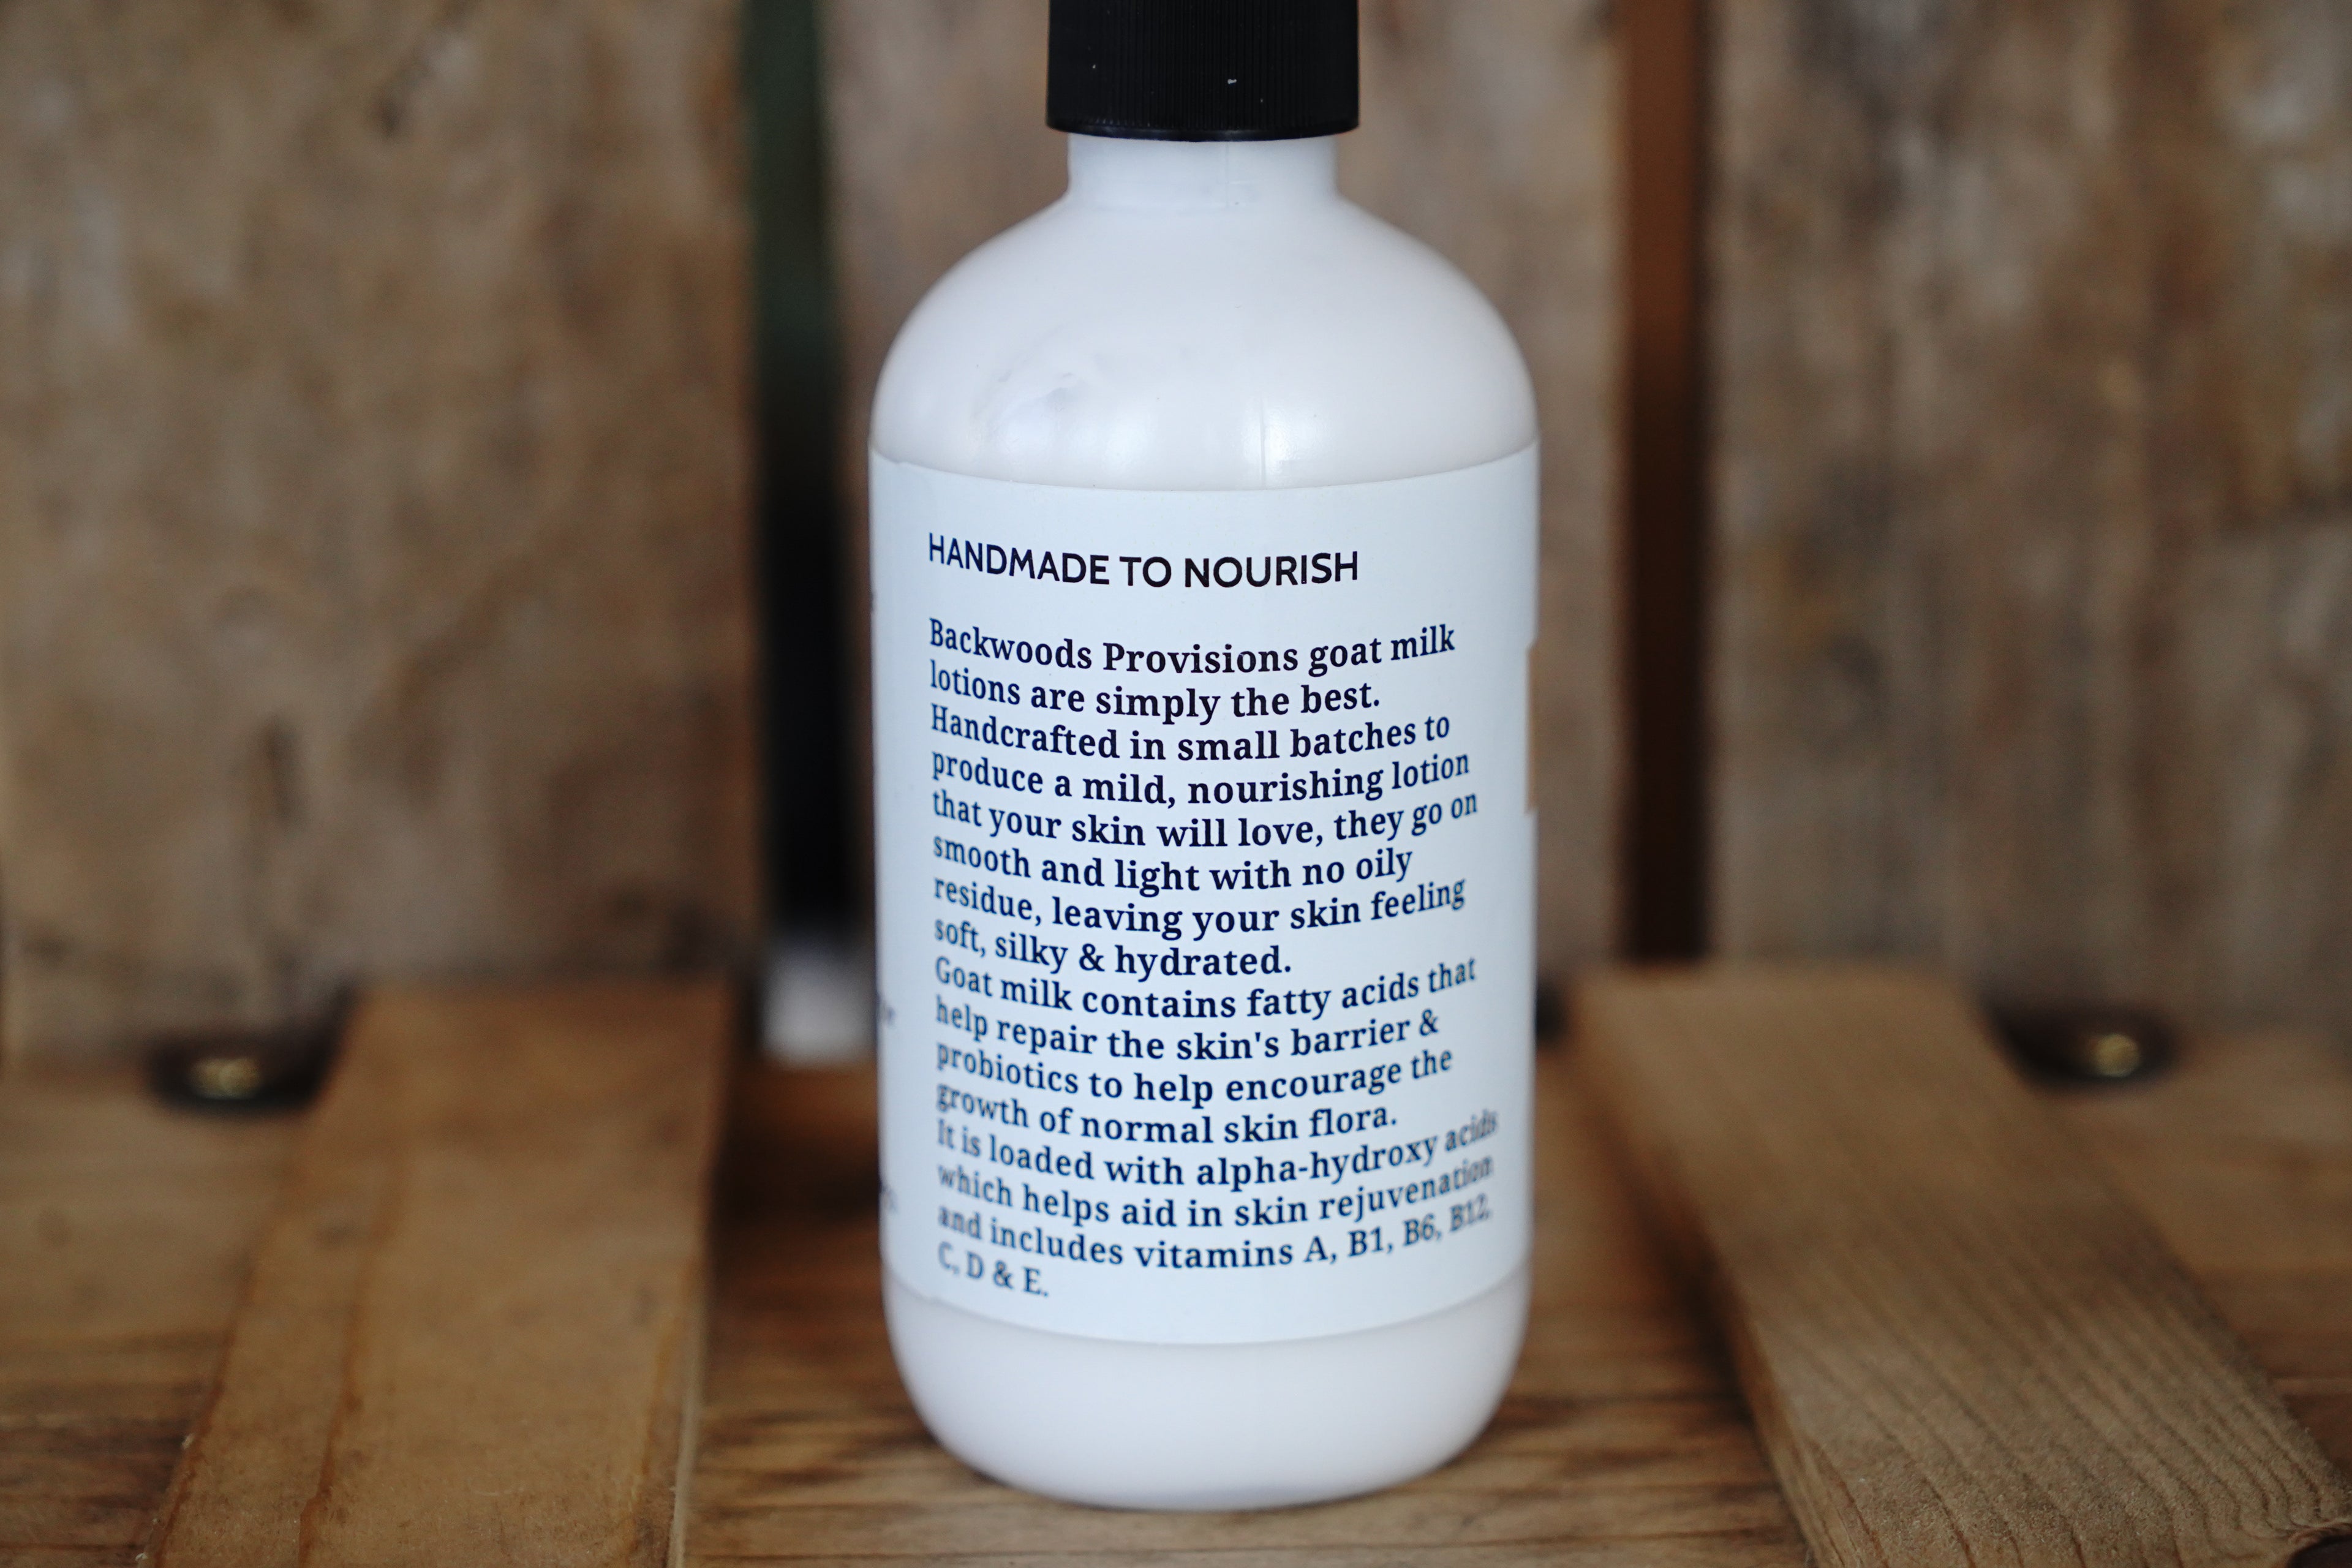 HANDMADE TO NOURISH
Backwoods Provisions goat milk
lotions are simply the best.
Handcrafted in small batches to
produce a mild, nourishing lotion
that your skin will love, they go on
smooth and light with no oily
residue, leaving your skin feeling
soft, silky & hydrated.
Goat milk contains fatty acids that
help repair the skin's barrier &
probiotics to help encourage the
growth of normal skin flora.
It is loaded with alpha-hydroxy acids
which helps aid in skin rejuvenation
and includes vitamins A, B1, B6, B12,
C, D & E.